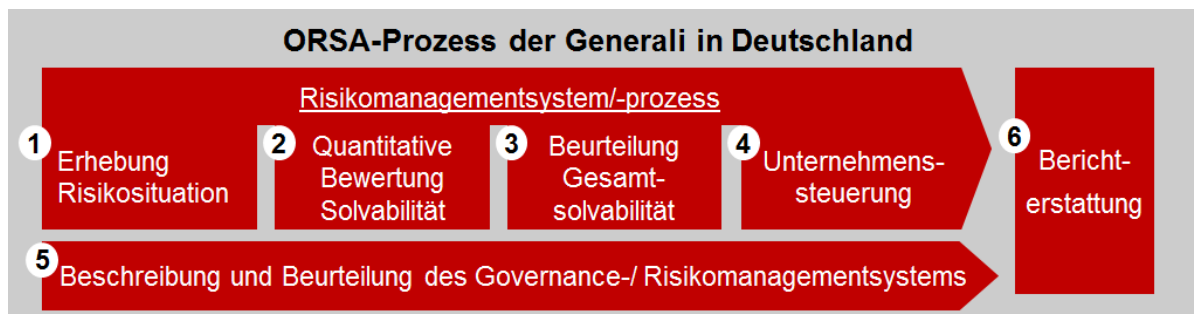 ORSA-Prozess der Generali in Deutschland
Risikomanagementsystem/-prozess
1
Erhebung
Risikosituation
2
Quantitative
Bewertung
Solvabilität
3
Beurteilung
Gesamt-
solvabilität
4
Unternehmens-
steuerung
5
Beschreibung und Beurteilung des Governance-/ Risikomanagementsystems
6
Bericht-
erstattung